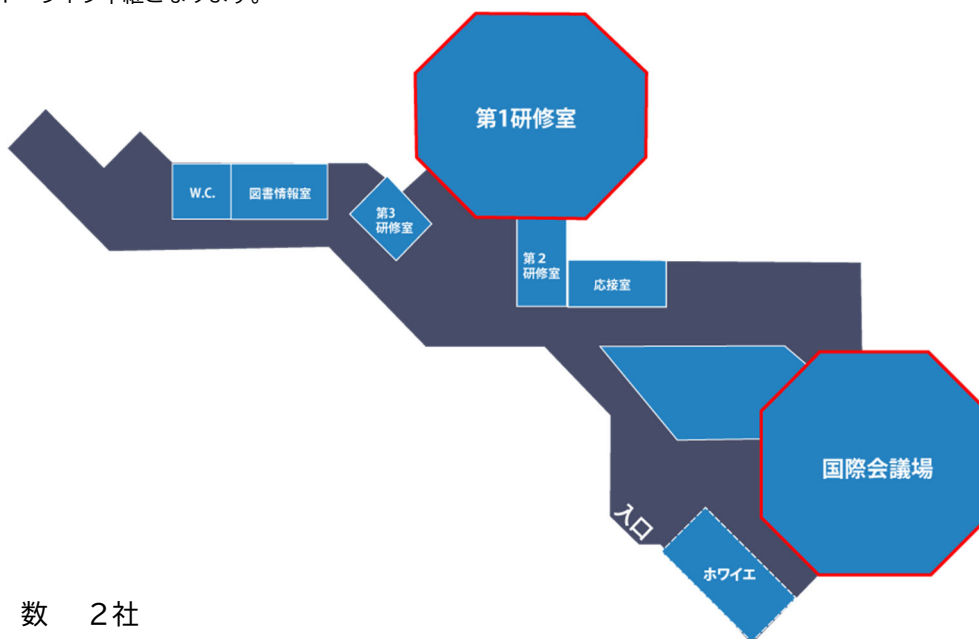 第1研修室
W.C.
図書情報室
第3
研修室
第２
研修室
応接室
国際会議場
入口
ホワイエ
数　２社